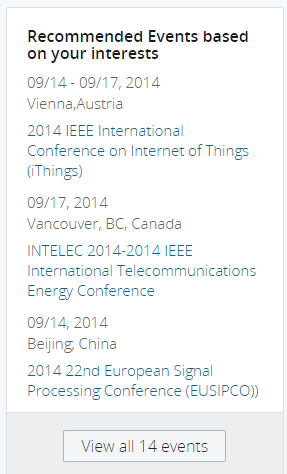 Recommended Events based
on your interests
09/14 - 09/17, 2014
Vienna,Austria
2014 IEEE International
Conference on Internet of Things
(iThings)
09/17, 2014
Vancouver, BC, Canada
INTELEC 2014-2014 IEEE
International Telecommunications
Energy Conference
09/14, 2014
Beijing, China
2014 22nd European Signal
Processing Conference (EUSIPCO))
View all 14 events